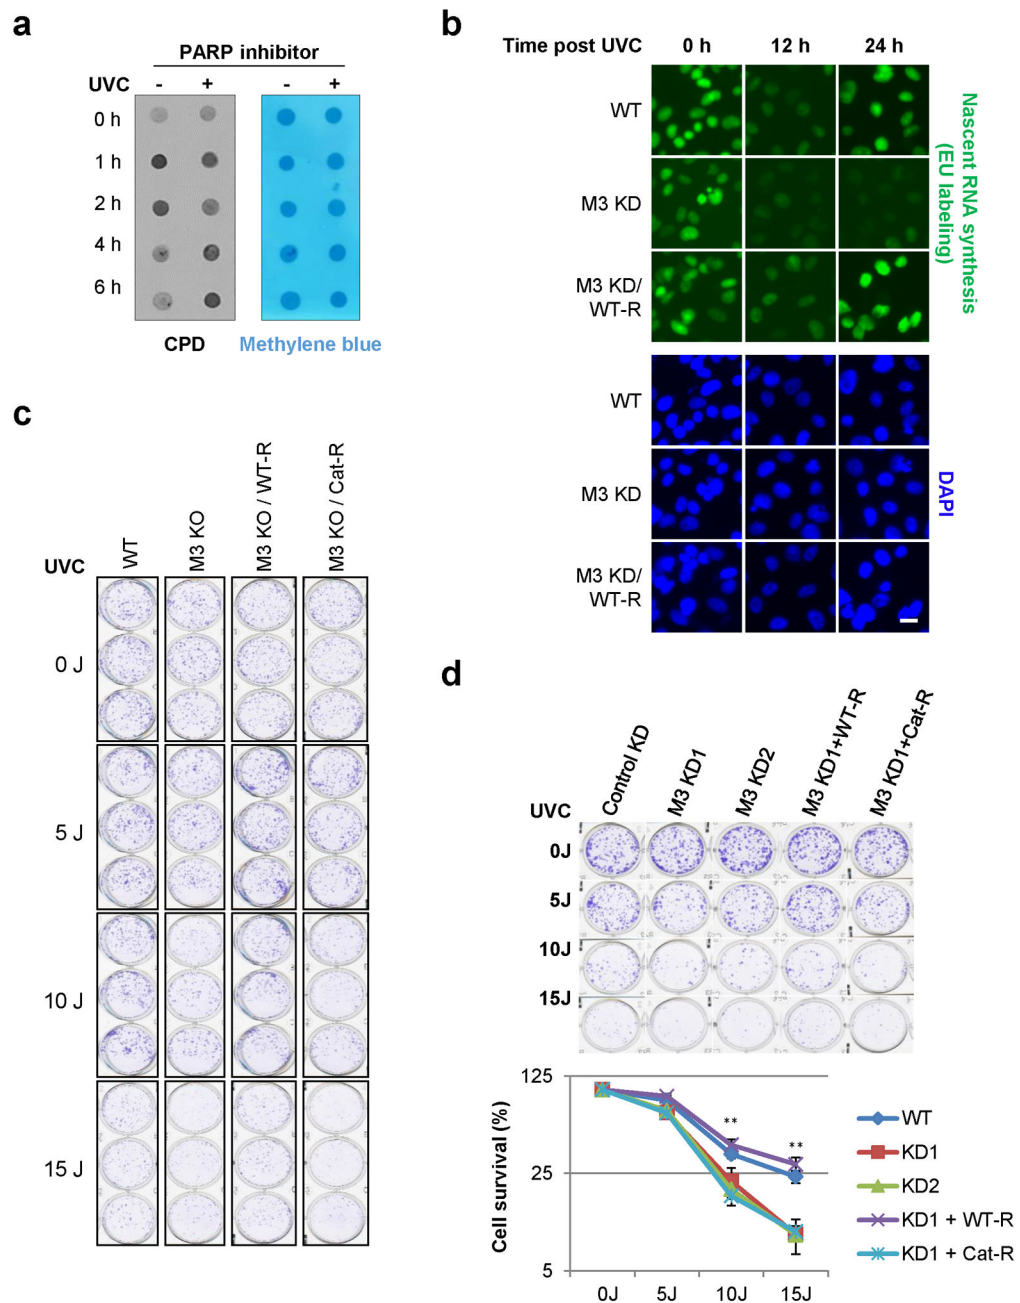 a
PARP inhibitor
UVC - + - +
0 h
1 h
2 h
4 h
6 h
CPD Methylene blue
b
Time post UVC 0 h 12 h 24 h
WT
M3 KD
M3 KD/
WT-R
Nascent RNA synthesis
(EU labeling)
WT
M3 KD
M3 KD/
WT-R
DAPI
c
UVC WT M3 KO M3 KO / WT-R M3 KO / Cat-R
0 J
5 J
10 J
15 J
d
UVC Control KD M3 KD1 M3 KD2 M3 KD1+WT-R M3 KD1+Cat-R
0J
5J
10J
15J
Cell survival (%)
125
25
5
** **
0J 5J 10J 15J
WT
KD1
KD2
KD1 + WT-R
KD1 + Cat-R